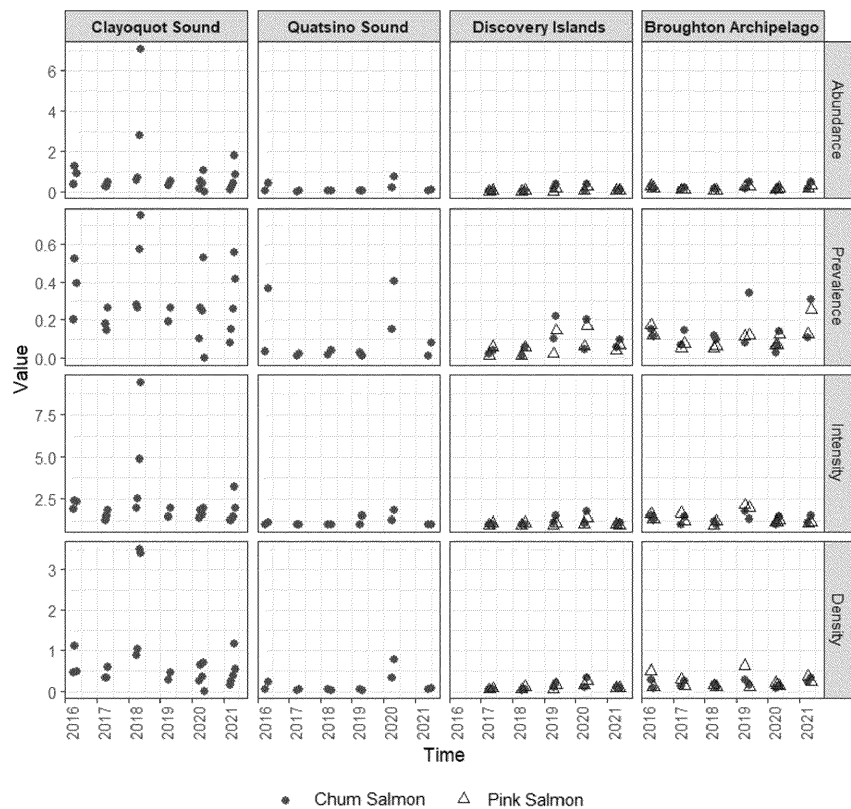 Clayoquot Sound Quatsino Sound Discovery Islands Broughton Archipelago
6
4
2
0
Abundance
0.6
0.4
0.2
0.0
Prevalence
Value
7.5
5.0
2.5
Intensity
3
2
1
0
Density
2016 2017 2018 2019 2020 2021 2016 2017 2018 2019 2020 2021 2016 2017 2018 2019 2020 2021 2016 2017 2018 2019 2020 2021
Time
Chum Salmon Pink Salmon